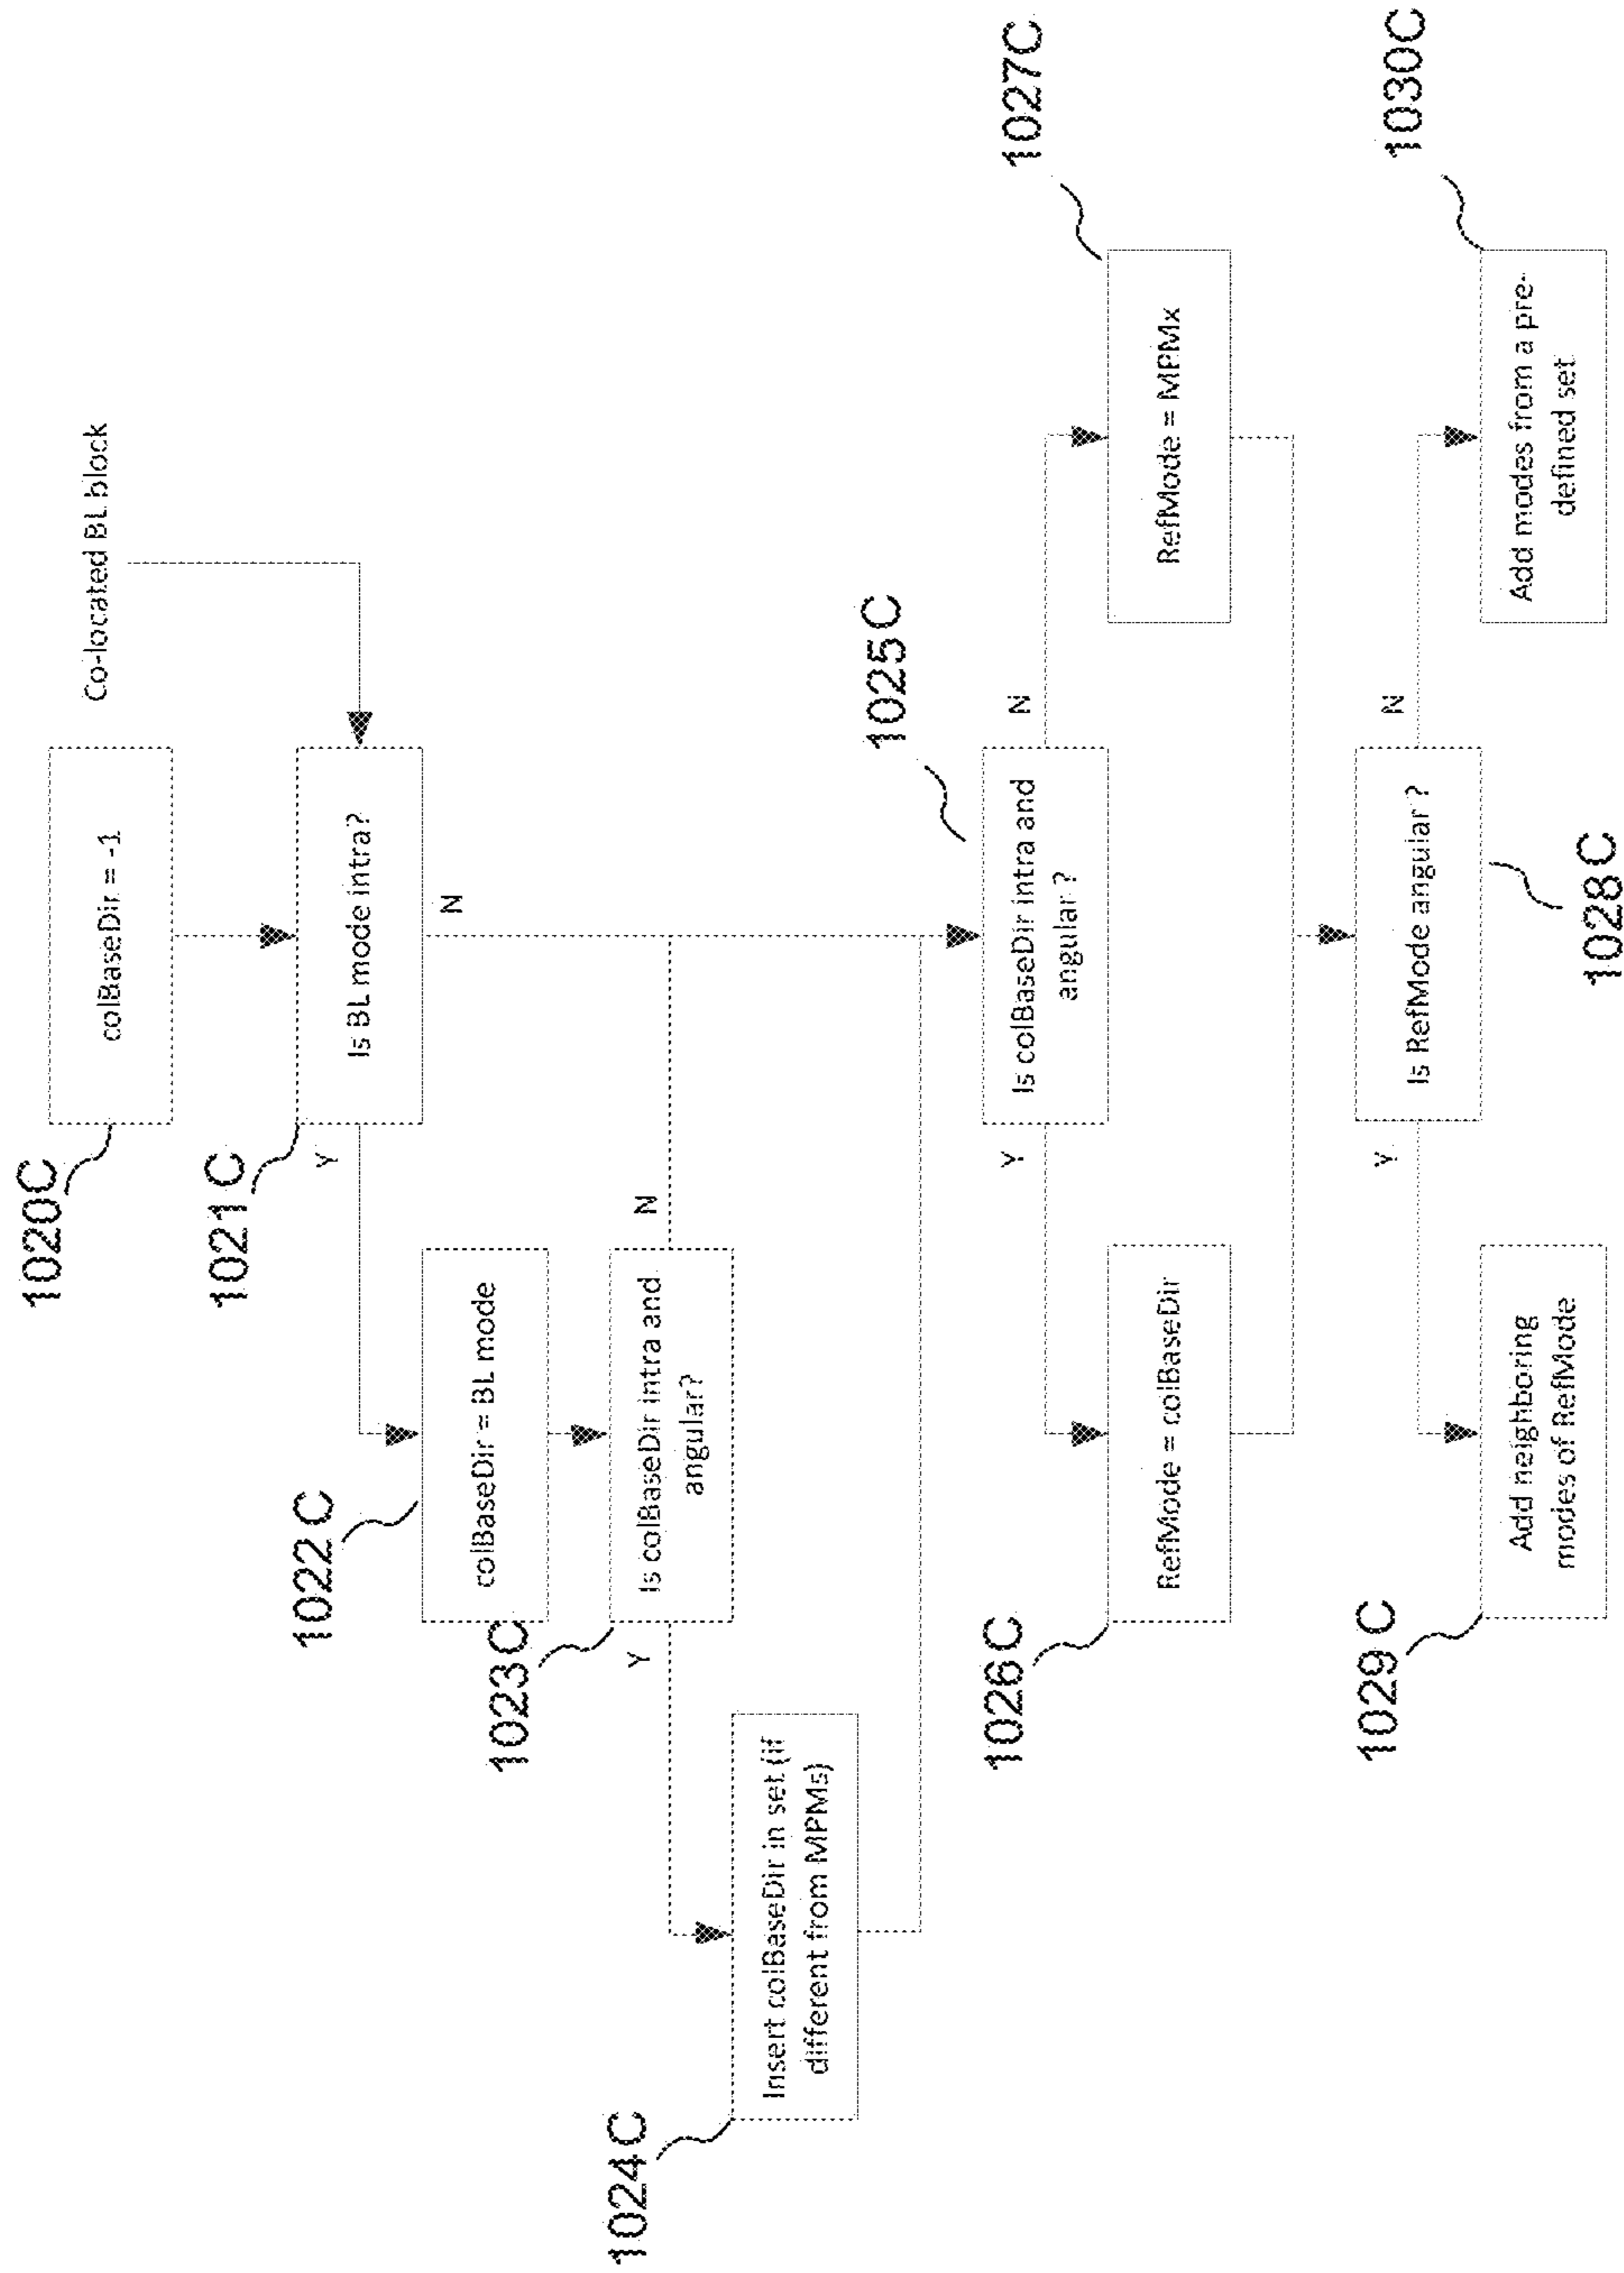 1020C
colBaseDir = -1
Co-located BL block
1021C
Is BL mode intra?
Y
N
1022C
colBaseDir = BL mode
1023C
Is colBaseDir intra and
angular?
Y
N
1024C
Insert colBaseDir in set (if
different from MPMs)
1025C
Is colBaseDir intra and
angular ?
Y
N
1026C
RefMode = colBaseDir
1027C
RefMode = MPMx
1028C
Is RefMode angular ?
Y
N
1029C
Add neighboring
modes of RefMode
1030C
Add modes from a pre-
defined set